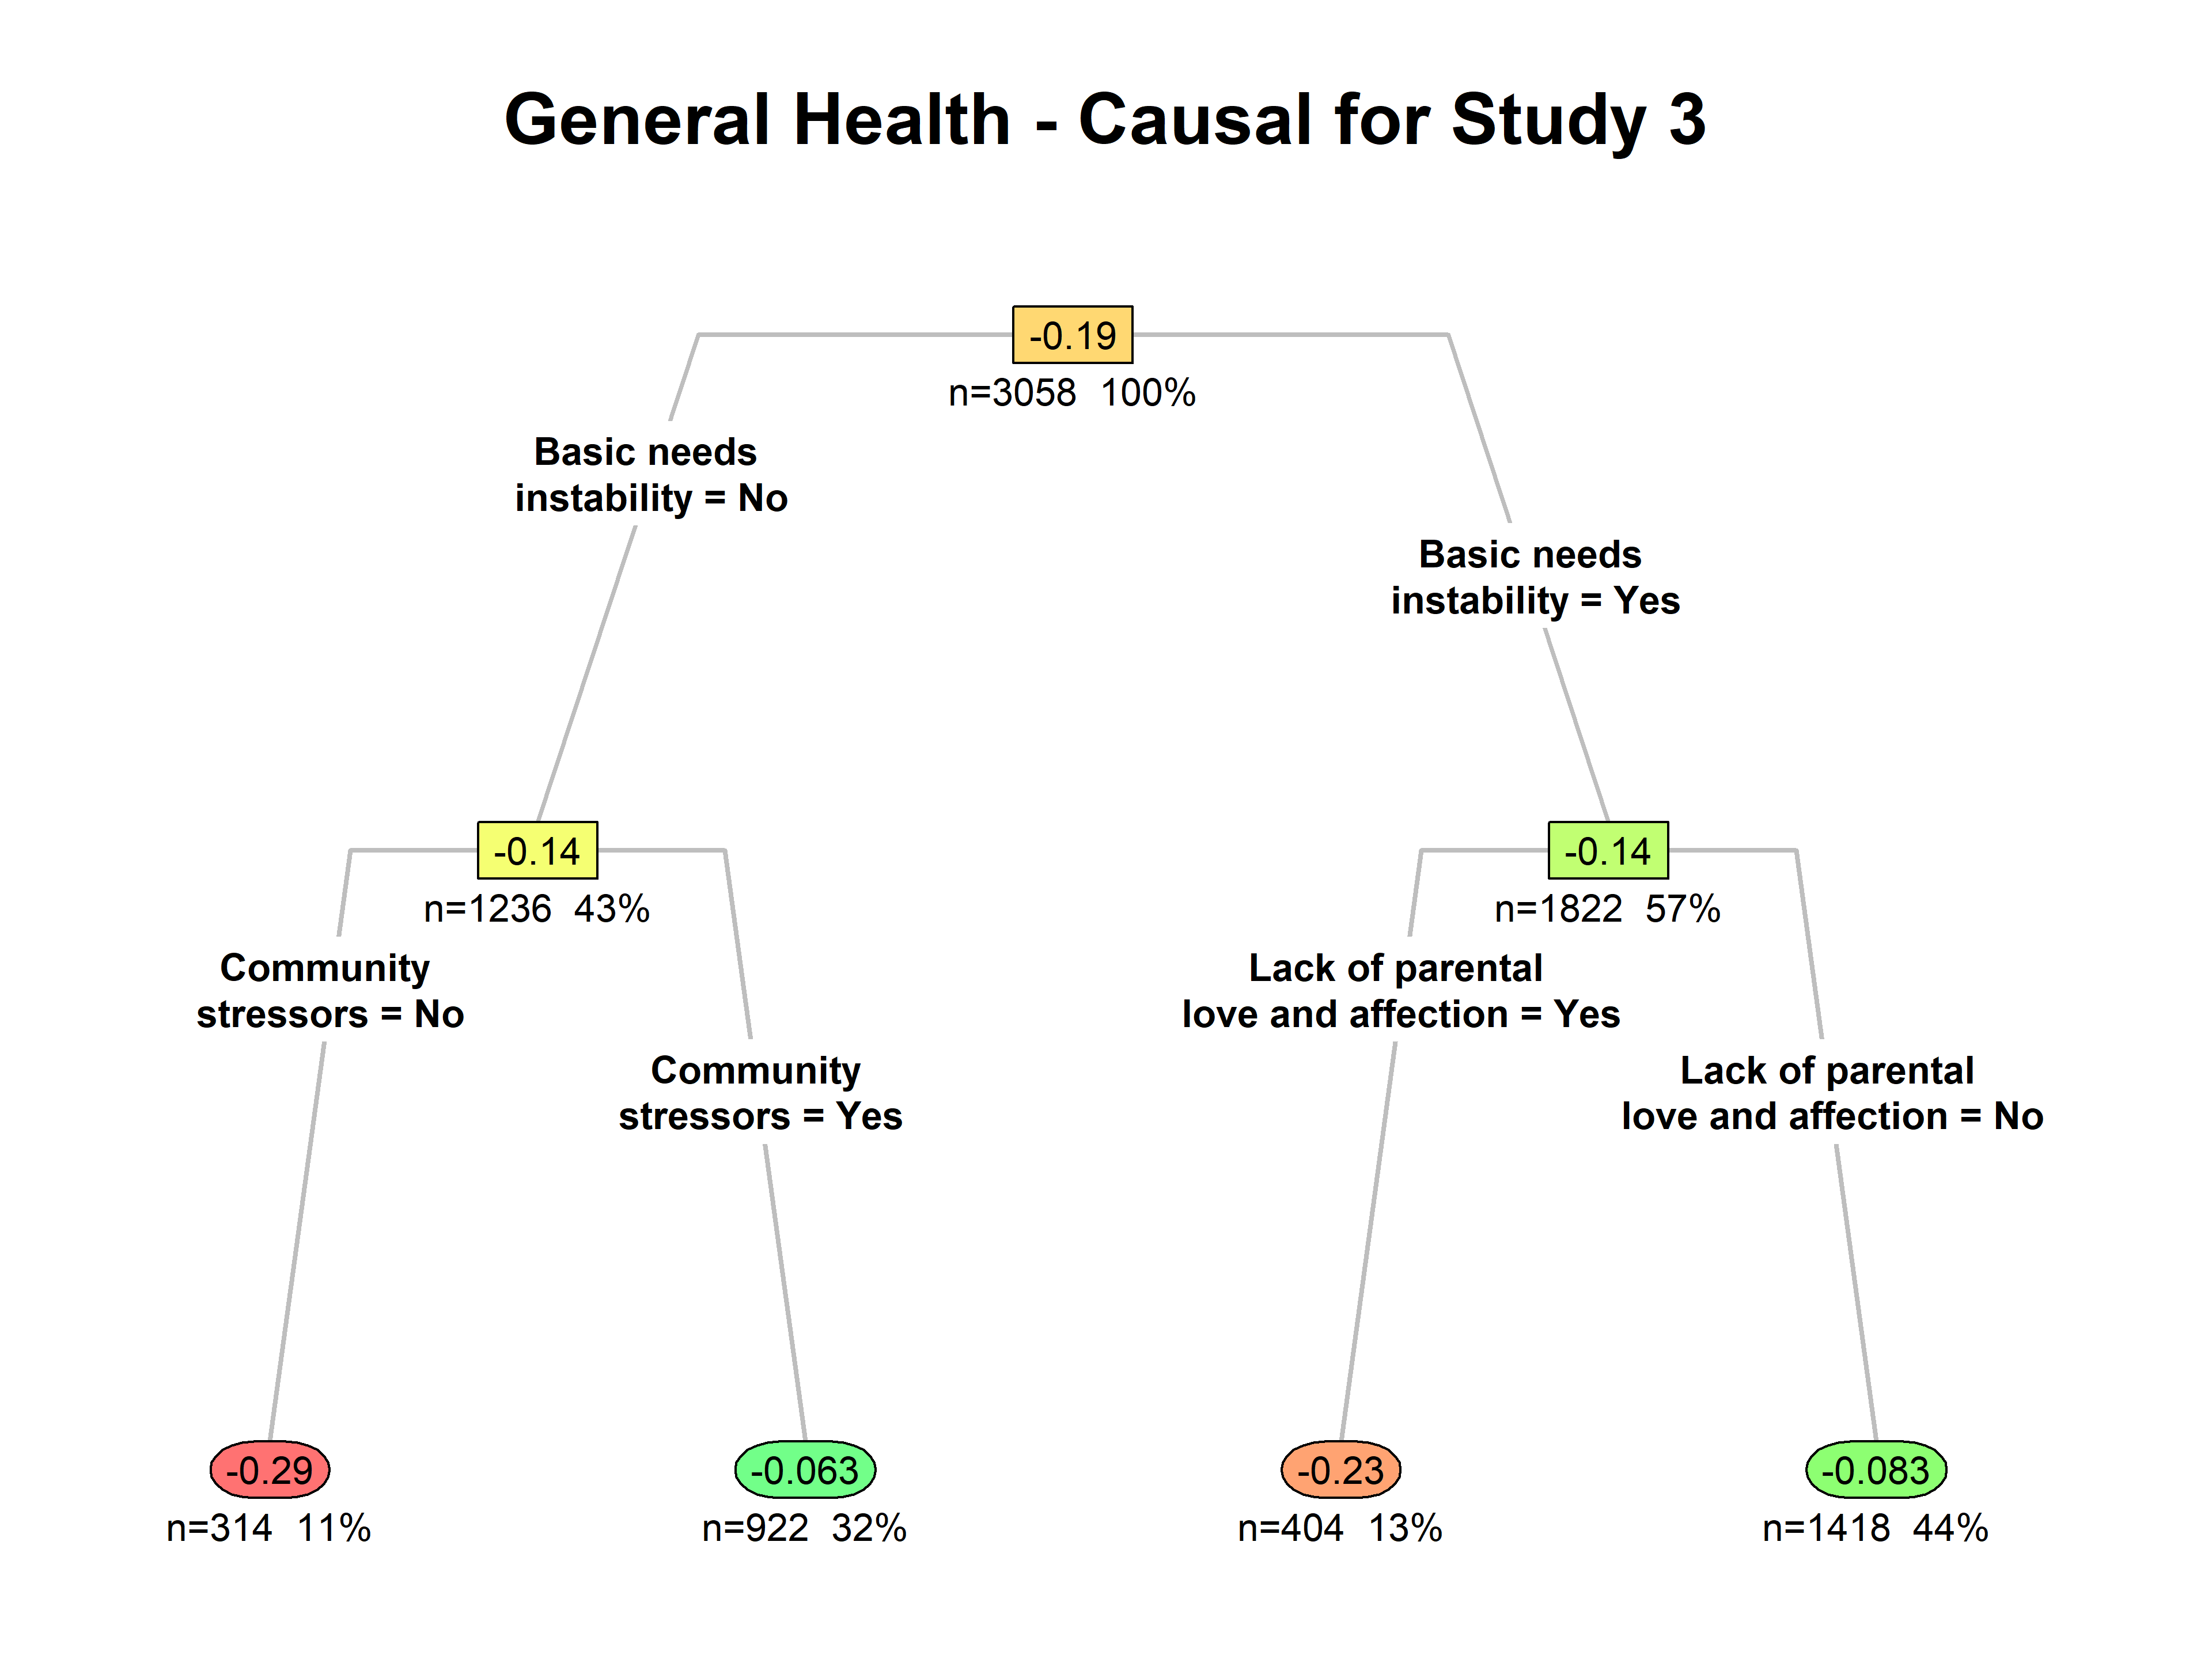 General Health - Causal for Study 3
-0.19
n=3058 100%
Basic needs
instability = No
Basic needs
instability = Yes
-0.14
n=1236 43%
-0.14
n=1822 57%
Community
stressors = No
Community
stressors = Yes
Lack of parental
love and affection = Yes
Lack of parental
love and affection = No
-0.29
n=314 11%
-0.063
n=922 32%
-0.23
n=404 13%
-0.083
n=1418 44%